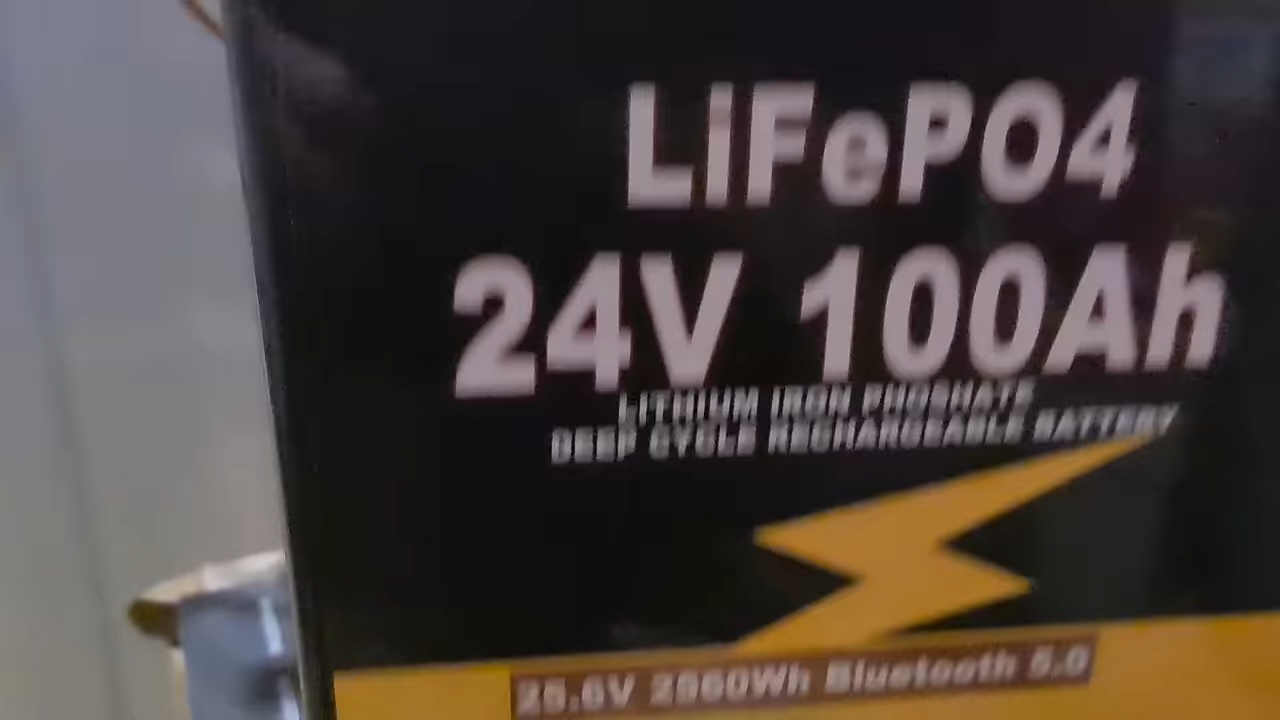 LiFePO4
24V 100Ah
LITHIUM IRON PHOSPHATE
DEEP CYCLE RECHARGEABLE BATTERY
25.6V 2560Wh Bluetooth 5.0